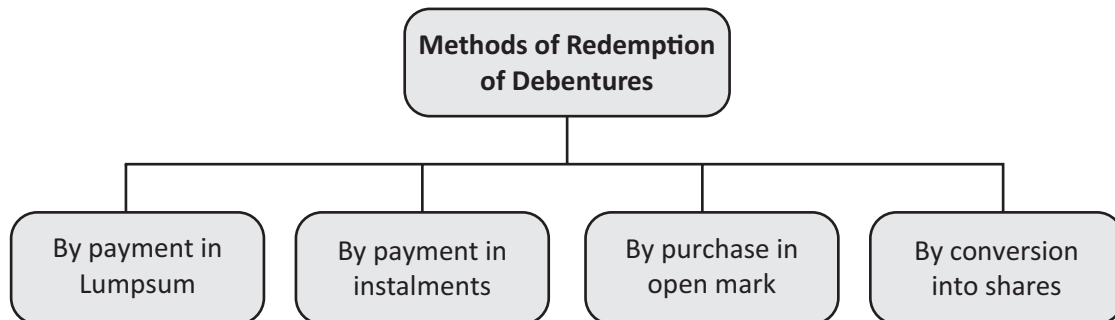 Methods of Redemption
of Debentures
By payment in
Lumpsum
By payment in
instalments
By purchase in
open mark
By conversion
into shares